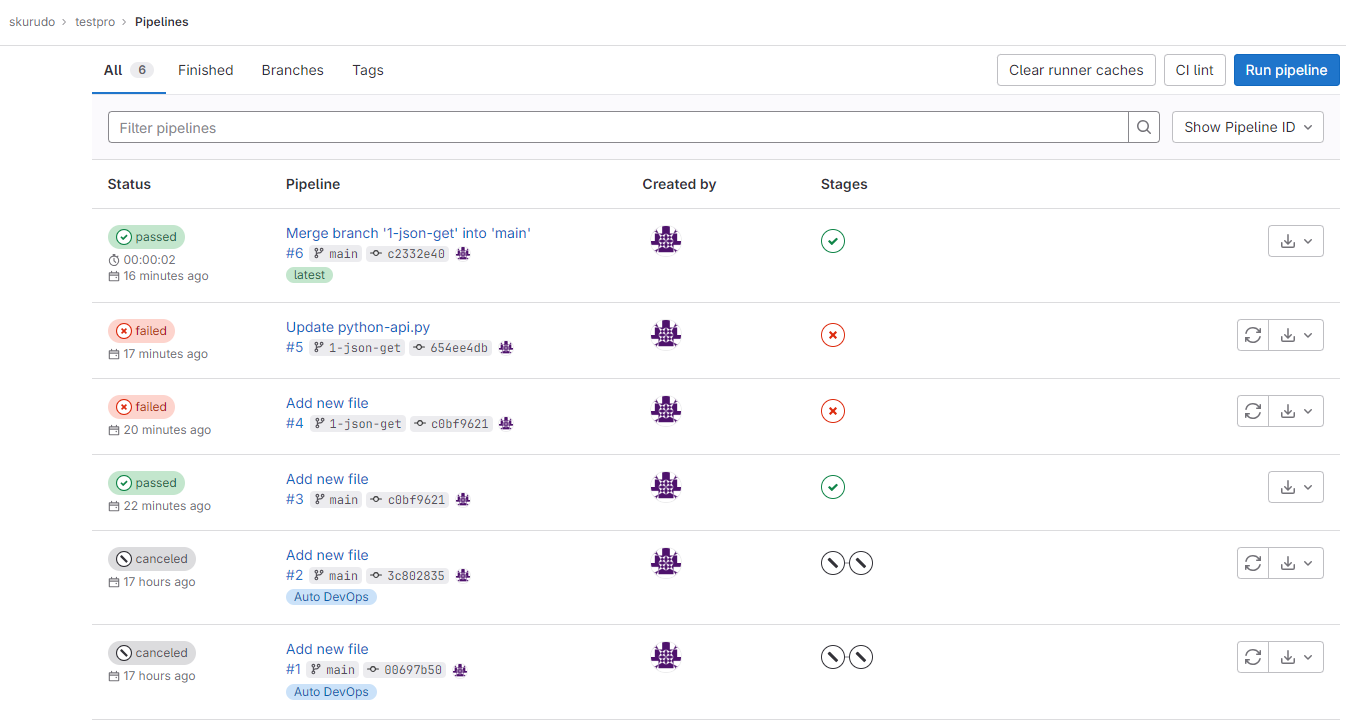 skurudo > testpro > Pipelines
All 6 Finished Branches Tags Clear runner caches CI lint Run pipeline
Filter pipelines Show Pipeline ID
Status Pipeline Created by Stages
passed Merge branch '1-json-get' into 'main'
00:00:02 #6 main c2332e40
16 minutes ago latest
failed Update python-api.py
17 minutes ago #5 1-json-get 654ee4db
failed Add new file
20 minutes ago #4 1-json-get c0bf9621
passed Add new file
22 minutes ago #3 main c0bf9621
canceled Add new file
17 hours ago #2 main 3c802835
Auto DevOps
canceled Add new file
17 hours ago #1 main 00697b50
Auto DevOps